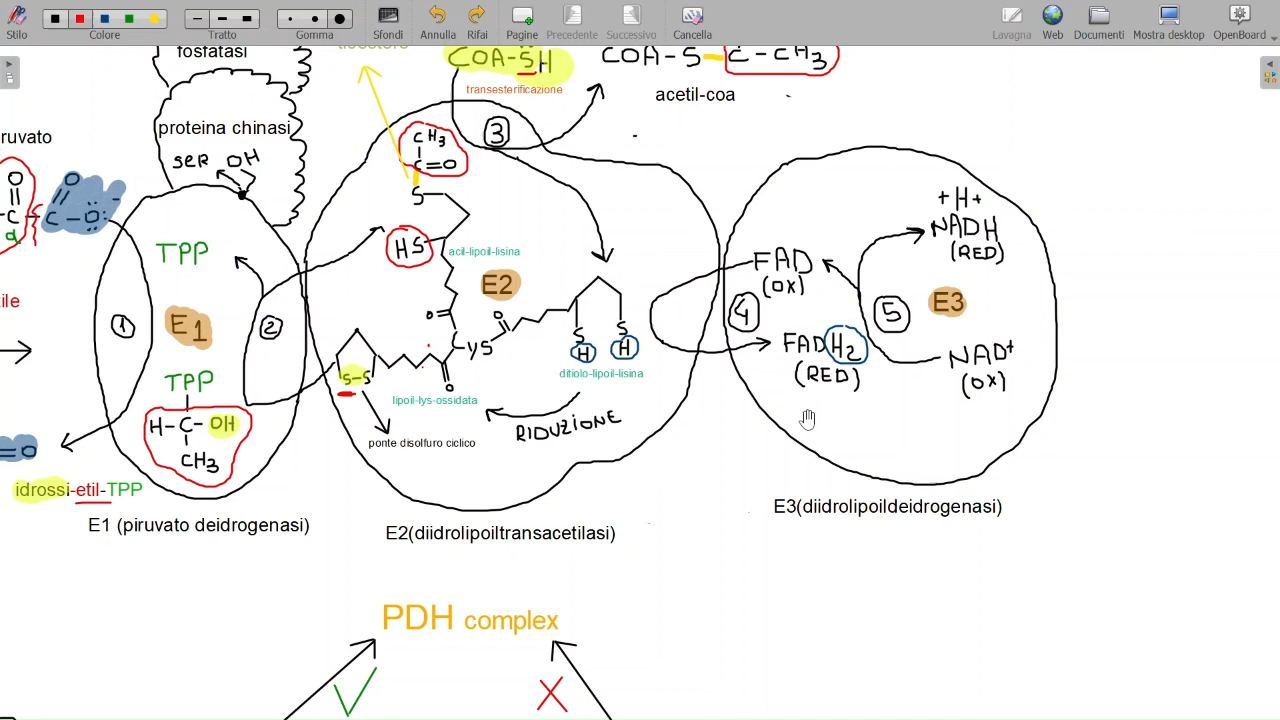 Stilo
Colore
Tratto
Gomma
Sfondi
Annulla
Rifai
Pagine
Precedente
Successivo
Cancella
Lavagna
Web
Documenti
Mostra desktop
OpenBoard
fosfatasi
COA-SH
transesterificazione
COA-S-C-CH3
acetil-coa
iruvato
proteina chinasi
SER OH
O
C
α
O
C-O:-
tile
=O
1
TPP
E1
2
TPP
H-C-OH
CH3
idrossi-etil-TPP
E1 (piruvato deidrogenasi)
3
CH3
C=O
S
HS
acil-lipoil-lisina
E2
O
O
CyS
S-S
O
lipoil-lys-ossidata
ponte disolfuro ciclico
S
H
S
H
ditiolo-lipoil-lisina
RIDUZIONE
E2(diidrolipoiltransacetilasi)
+H+
NADH
(RED)
FAD
(OX)
4
5
E3
FADH2
(RED)
NAD+
(OX)
E3(diidrolipoildeidrogenasi)
PDH complex